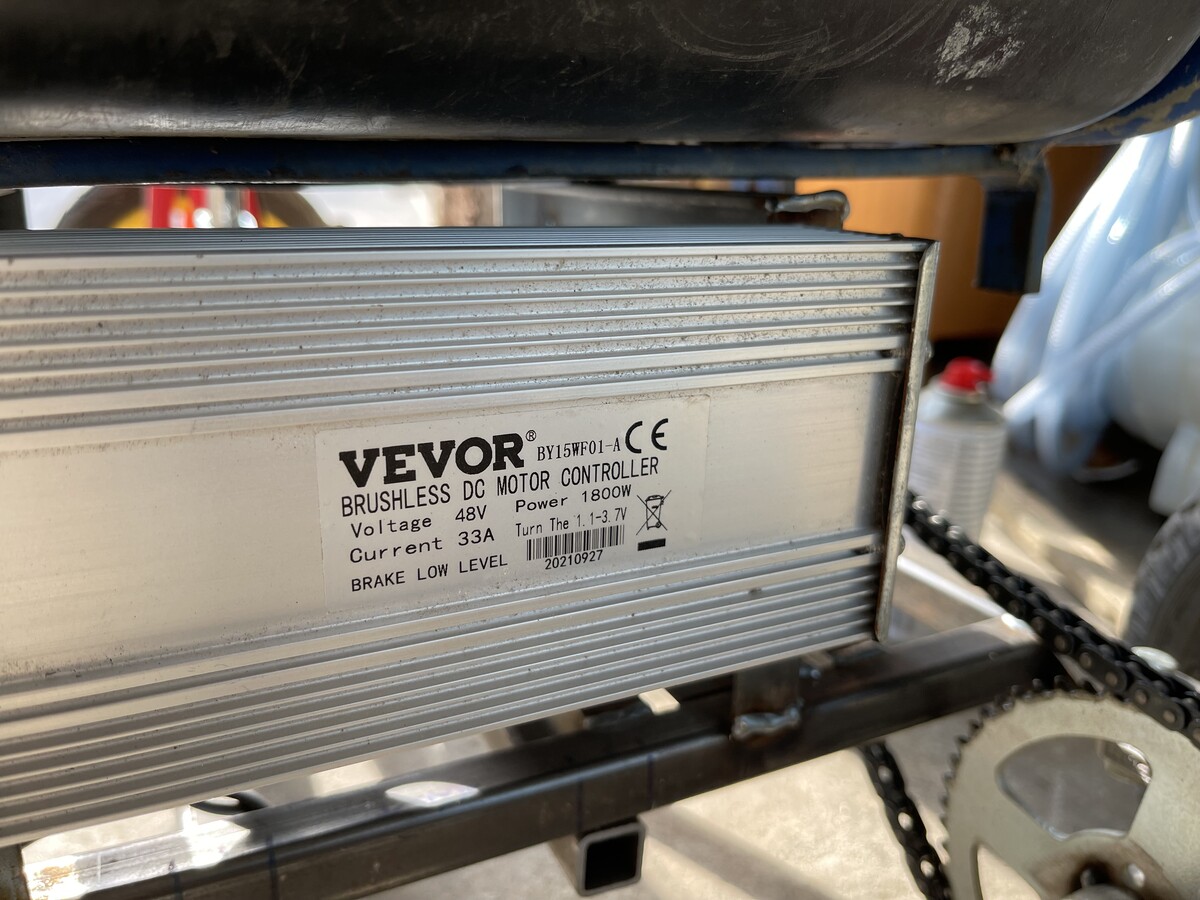 VEVOR® BY15WF01-A CE
BRUSHLESS DC MOTOR CONTROLLER
Voltage 48V Power 1800W
Current 33A Turn The 1.1-3.7V
BRAKE LOW LEVEL 20210927